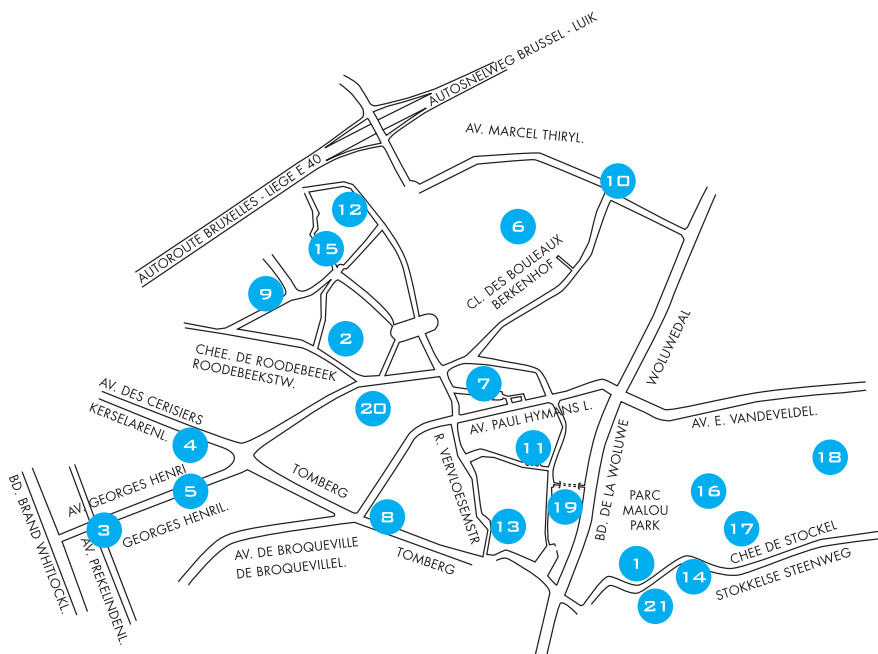 AUTOSNELWEG BRUSSEL - LUIK
AV. MARCEL THIRYL.
AUTOROUTE BRUXELLES - LIEGE E 40
10
12
6
15
CL. DES BOULEAUX
BERKENHOF
9
2
WOLUWEDAL
CHEE. DE ROODEBEEEK
ROODEBEEKSTW.
7
AV. DES CERISIERS
KERSELARENL.
20
AV. PAUL HYMANS L.
AV. E. VANDEVELDEL.
4
R. VERVLOESEMSTR.
11
BD. DE LA WOLUWE
18
AV. GEORGES HENRI
5
TOMBERG
16
PARC
MALOU
PARK
19
BD. BRAND WHITLOCKL.
3
GEORGES HENRIL.
8
13
17
AV. PREKELINDENL.
AV. DE BROQUEVILLE
DE BROQUEVILLEL.
TOMBERG
CHEE DE STOCKEL
STOKKELSE STEENWEG
1
14
21